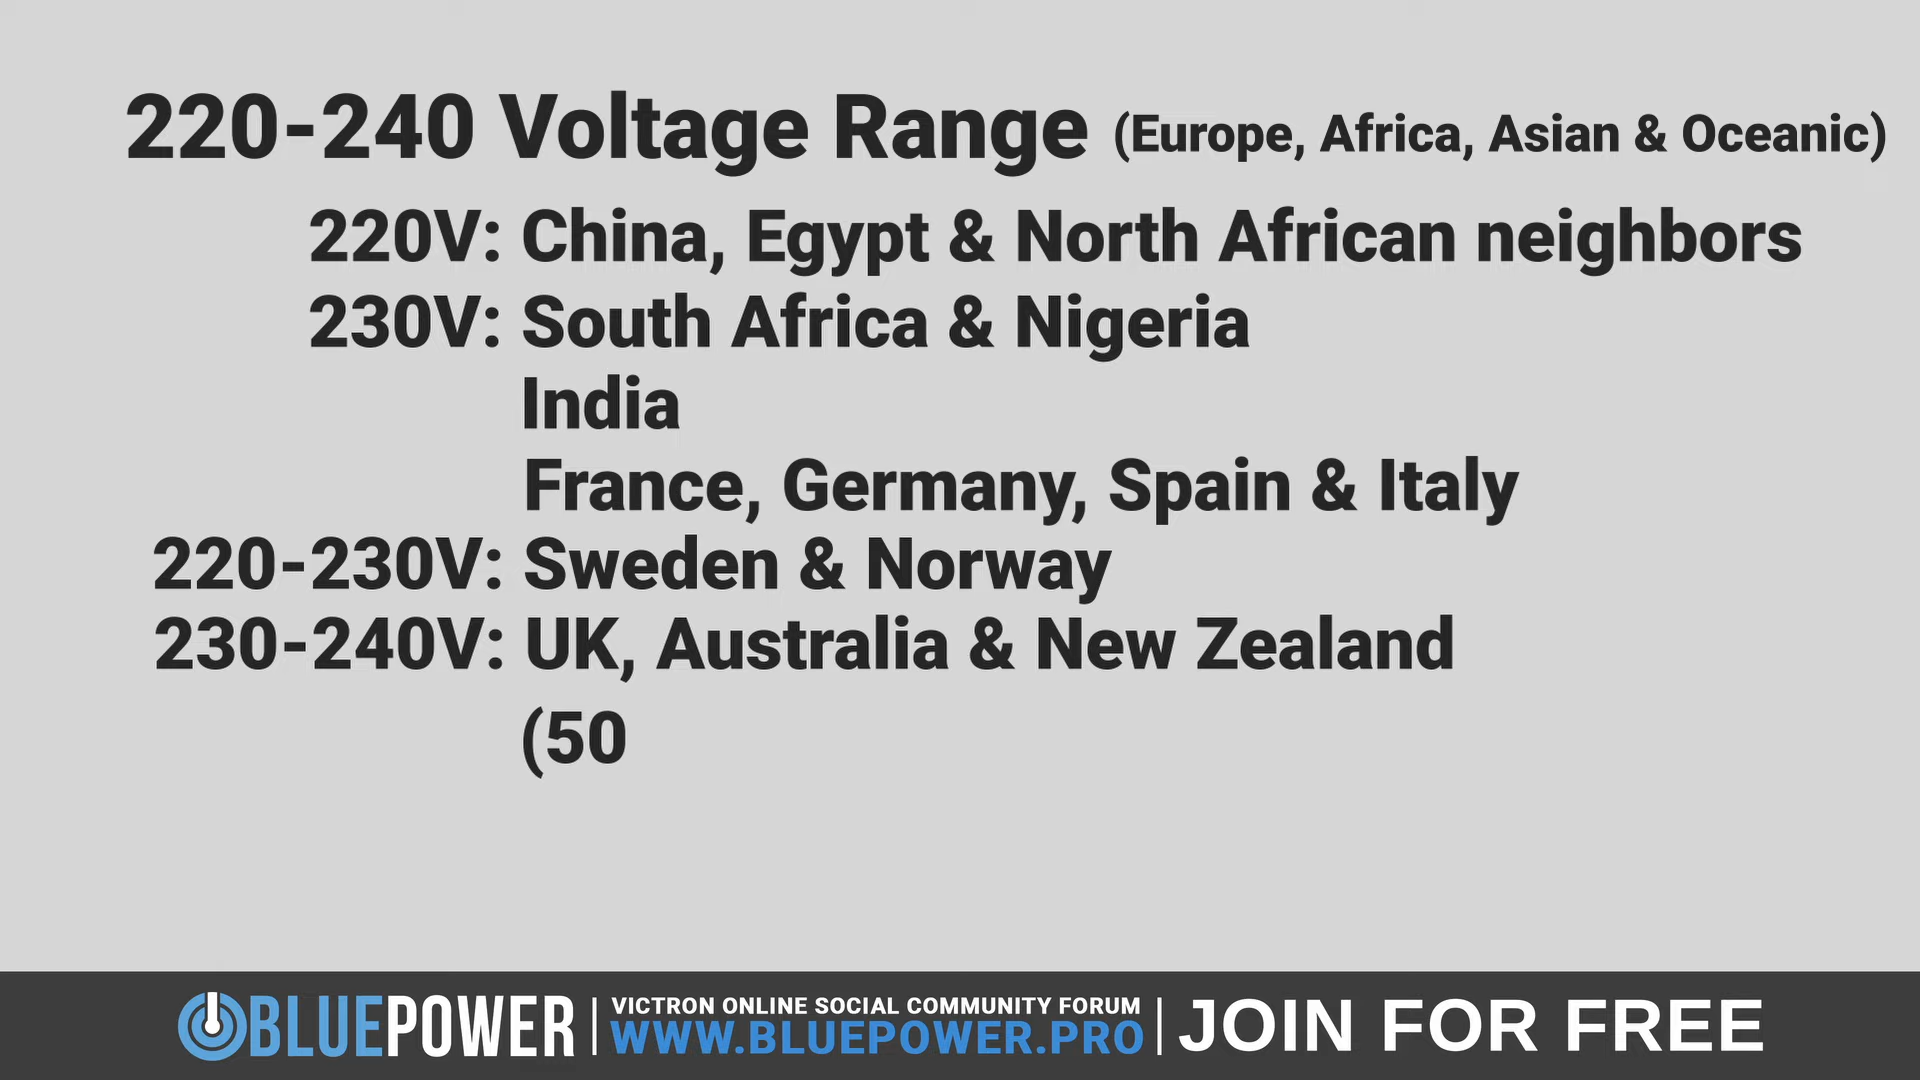 220-240 Voltage Range (Europe, Africa, Asian & Oceanic)
220V: China, Egypt & North African neighbors
230V: South Africa & Nigeria
India
France, Germany, Spain & Italy
220-230V: Sweden & Norway
230-240V: UK, Australia & New Zealand
(50
BLUEPOWER
VICTRON ONLINE SOCIAL COMMUNITY FORUM
WWW.BLUEPOWER.PRO
JOIN FOR FREE